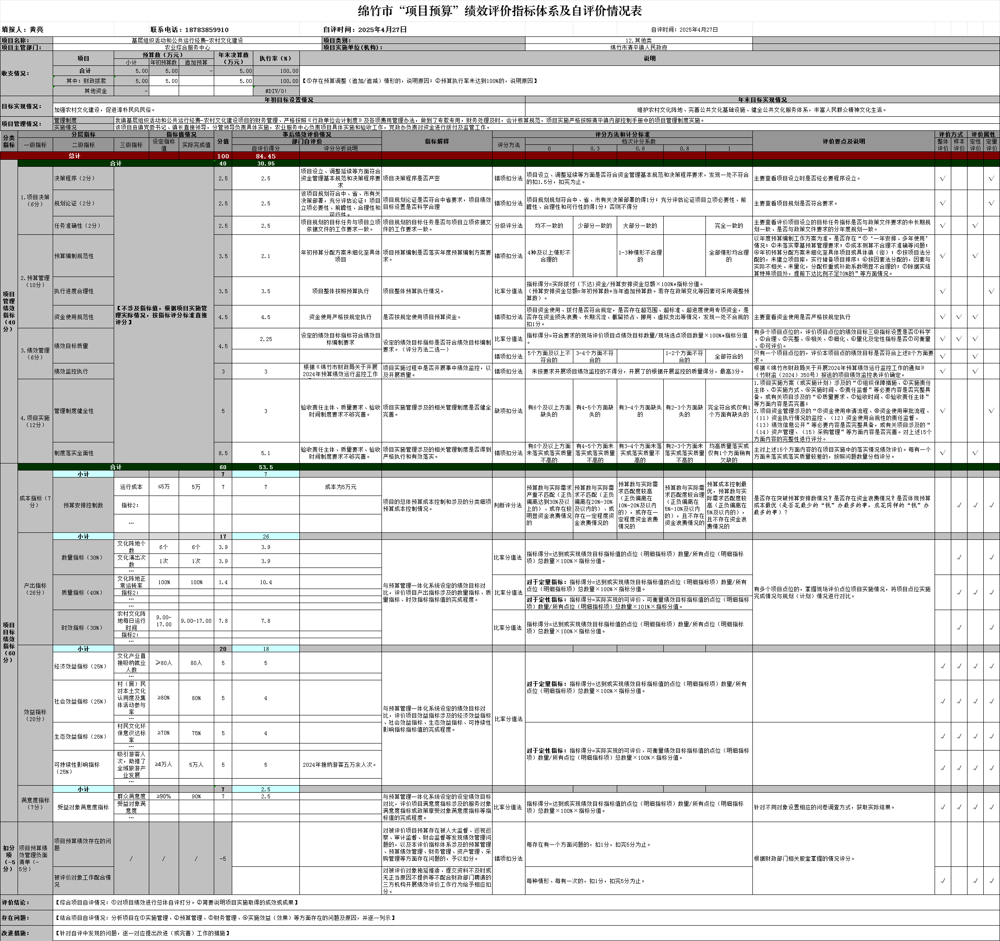 绵竹市“项目预算”绩效评价指标体系及自评价情况表
填报人：黄亮 联系电话：18783859910 自评时间：2025年4月27日 自评时间：2025年4月27日
项目名称： 基层组织活动和公共运行经费-农村文化建设 项目类别： 12.其他类
项目主管部门： 农业综合服务中心 项目实施单位(机构)： 绵竹市清平镇人民政府
收支情况： 项目 预算数（万元） 年末决算数（万元） 执行率（%） 说明
小计 年初预算数 追加预算
合计 5.00 5.00 - 5.00 100.00
其中：财政拨款 5.00 5.00 5.00 100.00
其他资金 - #DIV/0!
【①存在预算调整（追加/追减）情形的，说明原因；②预算执行率未达到100%的，说明原因】
目标实现情况： 年初目标设置情况 年末目标实现情况
加强农村文化建设，促进淳朴民风民俗。 维护农村文化阵地、完善公共文化基础设施、健全公共文化服务体系，丰富人民群众精神文化生活。
项目管理情况： 管理制度 我镇基层组织活动和公共运行经费-农村文化建设项目的财务管理、严格按照《行政单位会计制度》及各项费用管理办法，做到了专款专用，财务处理及时，会计核算规范，项目实施严格按照清平镇内部控制手册中的项目管理制度实施。
实施情况 该项目由镇党委书记、镇长直接领导，分管领导负责具体实施，农业服务中心负责项目具体实施和验收工作，党政办负责对资金进行拨付及监管工作。
分类指标 分层指标 指标值情况 分值 事后绩效评价情况 指标解释 评分方法和计分标准 评价要点及说明 评价方式 评价属性
一级指标 二级指标 三级指标 设定指标值 实际完成值 部门自评价 评分方法 档次计分系数 整体评价 样本评价 定性评价 定量评价
自评价得分 评分分析说明 0 0.3 0.6 0.8 1
总计 100 84.45
项目管理绩效指标（40分） 合计 40 30.95
【不涉及指标值，根据项目实施管理实际情况，按指标评分标准直接评分】
1.项目决策（6分） 决策程序（2分） 2.5 2.5 项目设立、调整延续等方面符合资金管理基本规范和决策程序要求 项目决策程序是否严密 错项扣分法 项目设立、调整延续等方面是否符合资金管理基本规范和决策程序要求，发现一处不符合的扣1.5分，扣完为止。 主要查看项目设立时是否经必要程序设立。 √ √
规划论证（2分） 2.5 2.5 该项目规划符合中、省、市有关决策部署，充分评估论证；项目立项必要性、前瞻性、合理性和可行性。 项目规划论证是否符合中省要求，项目绩效目标设置是否科学合理 错项扣分法 项目规划规划符合中、省、市有关决策部署的得1分；充分评估论证项目立项必要性、前瞻性、合理性和可行性的得1分；否则不得分 主要查看项目规划是否符合要求。 √ √
任务准确性（2分） 2.5 2.5 项目规划的目标任务与项目立项依据文件的工作要求一致。 项目规划的目标任务是否与项目立项依据文件的工作要求一致。 分级评分法 均不一致的 少部分一致的 大部分一致的 完全一致的 主要查看评价项目设立的目标任务指标是否与政策文件要求的中长期规划一致、是否与政策文件要求的分年度规划一致。 √ √
2.预算管理（10分） 预算编制规范性 3.5 2.1 年初预算分配方案未细化至具体项目 项目预算编制是否落实年度预算编制方案要求。 错项扣分法 4种及以上情形不合理的 1-3种情形不合理的 全部情形均合理的 以年度预算编制工作方案为准。是否存在“①‘一年安排、多年使用’情况；②未落实零基预算管理要求；③成本测算不合理不准确等问题；④年初预算分配方案未细化至具体项目或具体镇（街）；⑤按项目法分配的，未建立项目库，实行储备项目排序；⑥按因素法分配的，因素与实际不相关、未量化，分配权重或补助系数明显不合理的；⑦除据实结算特殊项目外，提前下达比例不足70%的”等方面情况。 √ √
执行进度合理性 3.5 3.5 项目整体按照预算执行 项目整体预算执行情况。 比率分值法 指标得分=实际拨付（下达)资金/预算安排资金总额×100%*指标分值。
（预算安排资金总额=年初预算数+当年追加预算数。若存在政策变化等因素可采用调整预算数）。 √ √
资金使用规范性 4.5 4.5 资金使用严格按规定执行 是否按规定使用项目预算资金。 错项扣分法 项目资金使用、拨付是否符合规定，是否存在超范围、超标准、超进度使用专项资金，是否存在资金损失浪费、长期沉淀、截留挤占、挪用、虚拟支出等情况，发现一处不合规的扣1分。 主要查看资金使用是否严格按规定执行 √ √ √
3.绩效管理（6分） 绩效目标质量 4.5 2.25 设定的绩效目标指标符合绩效目标编制要求 设定的绩效目标指标是否符合绩效目标编制要求。（评分方法二选一） 比率分值法 指标得分=符合要求的现场评价项目点绩效目标数量/现场选点项目数量×100%*指标分值。 有多个项目点位的，评价项目点位的绩效目标三级指标设置是否①科学、②合理、③完整、④相关、⑤细化、⑥量化及定性指标是否⑦可衡量、⑧可评价。 √ √ √
错项扣分法 5个方面及以上不符合的 3-4个方面不符合的 1-2个方面不符合的 全部符合的 只有一个项目点位的，评价本项目点的绩效目标是否符合上述8个方面要求。 √ √
绩效监控执行 3 3 根据《绵竹市财政局关于开展2024年预算绩效运行监控工作 项目实施过程中是否开展事中绩效监控，以及开展质量。 错项扣分法 未按要求开展项目绩效监控的不得分，开展了的根据开展监控的质量得分，最高3分。 根据《绵竹市财政局关于开展2024年预算绩效运行监控工作的通知》（竹财监（2024）350号）报送的项目绩效监控表评价确定。 √ √
4.项目实施（12分） 管理制度健全性 5 3 验收责任主体、质量要求、验收时间制度要求不够完善。 项目实施管理涉及的相关管理制度是否健全完善。 缺项扣分法 有6个及以上方面缺失的 有4-5个方面缺失的 有3-4个方面缺失的 有2-3个方面缺失的 完全符合或仅有1个方面有缺失的 1.项目实施方案（或实施计划）涉及的“①组织保障措施、②实施责任主体、③实施方式、④实施时间、⑤责任监督”等必要内容是否完整具备，或有关项目涉及的“⑥质量要求、⑦验收时间、⑧验收责任主体”等方面内容是否完善；
2.项目资金管理涉及的“⑨资金使用申请流程、⑩资金使用审批流程、（11）资金执行情况的监控、（12）资金使用合规性的责任监督、（13）绩效信息公开”等必要内容是否完整具备，或有关项目涉及的“（14）资产管理、（15）采购管理”等方面内容是否完善。对上述15个方面内容的完整性进行评分。 √ √
制度落实全面性 8.5 5.1 验收责任主体、质量要求、验收时间制度要求不够完善。 项目实施管理涉及的相关管理制度是否得到严格执行和有效落实。 错项扣分法 有6个及以上方面未落实或落实质量不高的 有4-5个方面未落实或落实质量不高的 有3-4个方面未落实或落实质量不高的 有2-3个方面未落实或落实质量不高的 均高质量落实或仅有1个方面稍有欠缺的 主对上述15个方面内容的在项目实施中的落实情况绩效评价。每有一个方面未落实或落实质量较差的，按照问题数量分档评分。 √ √
项目目标绩效指标（60分） 合计 60 53.5
成本指标（7分） 小计 7 7
预算安排控制数 运行成本 ≤5万 5万 7 7 成本为5万元 项目的总体预算成本控制和涉及的分类细项预算成本控制情况。 判断评分法 预算数与实际需求严重不匹配（正负偏离达到30%及以上的）、或存在较明显资金浪费情况的 预算数与实际需求不匹配（正负偏离在20%-30%及以内的）、或存在一定程度资金浪费情况的 预算数与实际需求匹配度较高（正负偏离在10%-20%及以内的），或存在一定程度资金浪费情况的 预算数与实际需求匹配度较合理（正负偏离在5%-10%及以内的），且不存在资金浪费情况的 预算成本控制最优，预算数与实际需求匹配度较高（正负偏离在5%及以内的），且不存在资金浪费情况的 是否存在突破预算安排数情况？是否存在资金浪费情况？是否体现预算成本最优（是否花最少的“钱”办最多的事，或花同样的“钱”办最多的事）？ √ √ √
指标2：
…
产出指标（26分） 小计 17 26
数量指标（30%） 文化阵地个数 6个 6个 3.9 3.9 与预算管理一体化系统设定的绩效目标对比，评价项目产出指标涉及的数量指标、质量指标、时效指标指标值的完成程度。 比率分值法 指标得分=达到或实现绩效目标指标值的点位（明细指标项）数量/所有点位（明细指标项）总数量×100%×指标分值。 有多个项目点位的，掌握现场评价点位项目实施情况，将项目点位实施完成情况与规划（计划）情况进行对比。 √ √
文化演出次数 1次 1次 3.9 3.9
…
质量指标（40%） 文化阵地正常运转率 100% 100% 1.4 10.4 比率分值法 对于定量指标：指标得分=达到或实现绩效目标指标值的点位（明细指标项）数量/所有点位（明细指标项）总数量×100%×指标分值。 √ √ √
指标2：
…
… 对于定性指标：指标得分=实际实现的可评价、可衡量绩效目标指标值的点位（明细指标项）数量/所有点位（明细指标项）总数量×101%×指标分值。
时效指标（30%） 农村文化阵地每日运行时间 9.00-17.00 9.00-17.00 7.8 7.8 比率分值法 指标得分=达到或实现绩效目标指标值的点位（明细指标项）数量/所有点位（明细指标项）总数量×100%×指标分值。 √ √
指标2：
…
效益指标（20分） 小计 20 18
经济效益指标（25%） 文化产业直接吸纳就业人数 ≥80人 80人 5 5 与预算管理一体化系统设定的绩效目标对比，评价项目效益指标涉及的经济效益指标、社会效益指标、生态效益指标、可持续性影响指标指标值的完成程度。 比率分值法 对于定量指标：指标得分=达到或实现绩效目标指标值的点位（明细指标项）数量/所有点位（明细指标项）总数量×100%×指标分值。 √ √ √ √
…
社会效益指标（25%） 村（居）民对本土文化认同度及集体活动参与率 ≥80% 80% 5 4 √ √ √ √
…
生态效益指标（25%） 村民文化环保意识达标率 ≥70% 75% 5 4 对于定性指标：指标得分=实际实现的可评价、可衡量绩效目标指标值的点位（明细指标项）数量/所有点位（明细指标项）总数量×100%×指标分值。 √ √ √ √
…
可持续性影响指标（25%） 吸引游客人次，助推了全域旅游产业发展 ≥4万人 5万人 5 5 2024年接纳游客五万余人次。 √ √ √ √
…
满意度指标（7分） 小计 7 2.5
受益对象满意度指标 群众满意度 ≥90% 90% 7 2.5 与预算管理一体化系统设定的设定绩效目标对比，评价项目满意度指标涉及的服务对象满意度指标或政策享受对象满意度指标等指标值的完成程度。 比率分值法 指标得分=达到或实现绩效目标指标值的点位（明细指标项）数量/所有点位（明细指标项）总数量×100%×指标分值。 针对不同对象设置相应的问卷调查方式，获取实际结果。 √ √ √ √
受益对象满意度
…
扣分项（-5分） 项目预算绩效管理负面清单（-5分） 项目预算绩效存在的问题 / / / -5 对被评价项目预算存在被人大监督、巡视巡察、审计监督、财会监督等发现绩效管理问题的，以及本评价指标体系涉及的预算管理、预算绩效管理、财务管理、资产管理、采购管理等方面存在问题的，予以扣分。 错项扣分法 每存在有一个方面问题的，扣1分，扣完5分为止。 根据财政部门相关股室掌握的情况评分。
被评价对象工作配合情况 对被评价对象拖延推诿、提交资料不及时或无正当原因不提供等不配合财政部门聘请的三方机构开展绩效评价工作行为给予相应扣分。 每种情形、每有一次的，扣1分，扣完5分为止。 √ √ √
评价结论： 【综合项目自评情况：①对项目绩效进行总体自评打分。②简要说明项目实施取得的成效或成果】
存在问题： 【结合项目自评情况：分析项目在①实施管理、②预算管理、③财务管理、④实施效益（效果）等方面存在的问题及原因，并逐一列示】
改进措施： 【针对自评中发现的问题，逐一对应提出改进（或完善）工作的措施】